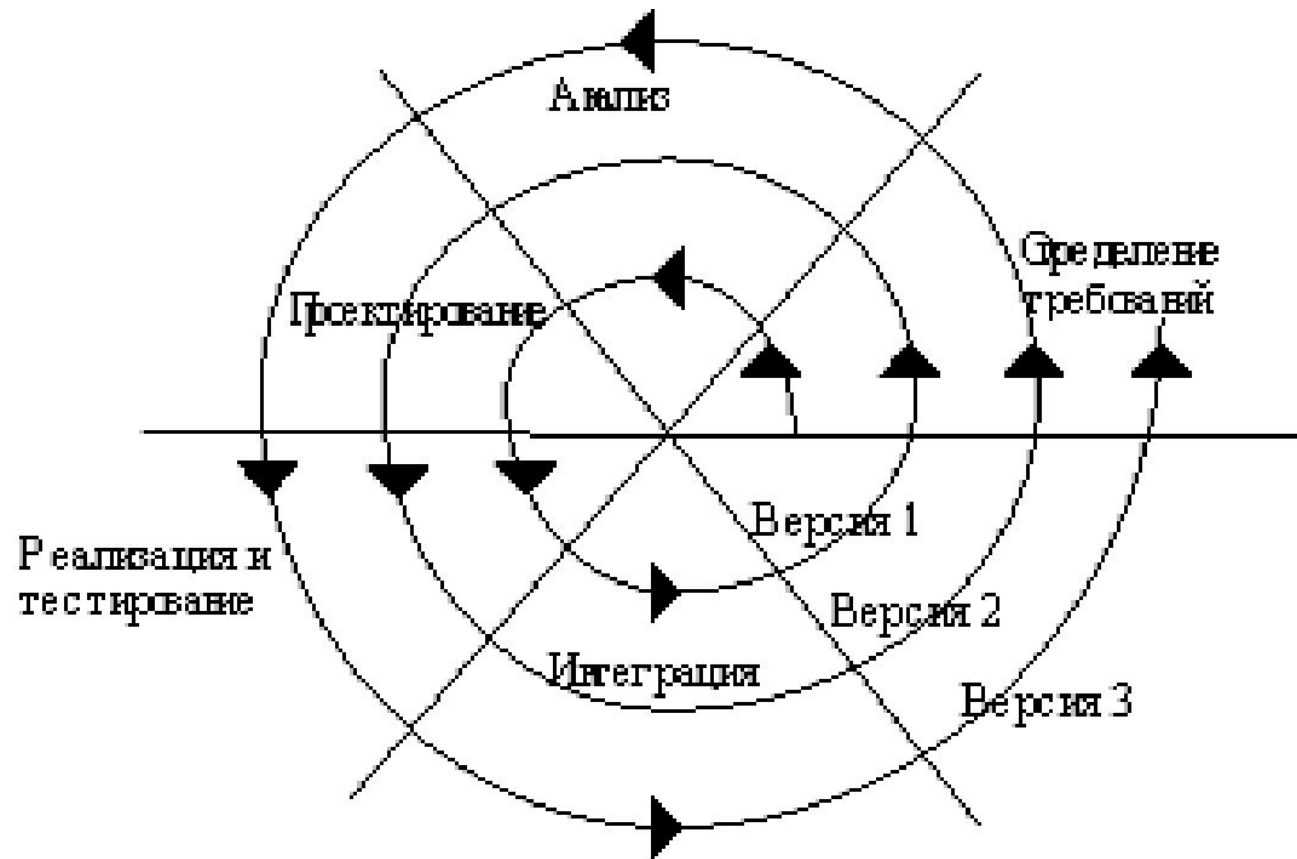 Анализ
Определение
требований
Проектирование
Версия 1
Реализация и
тестирование
Версия 2
Интеграция
Версия 3